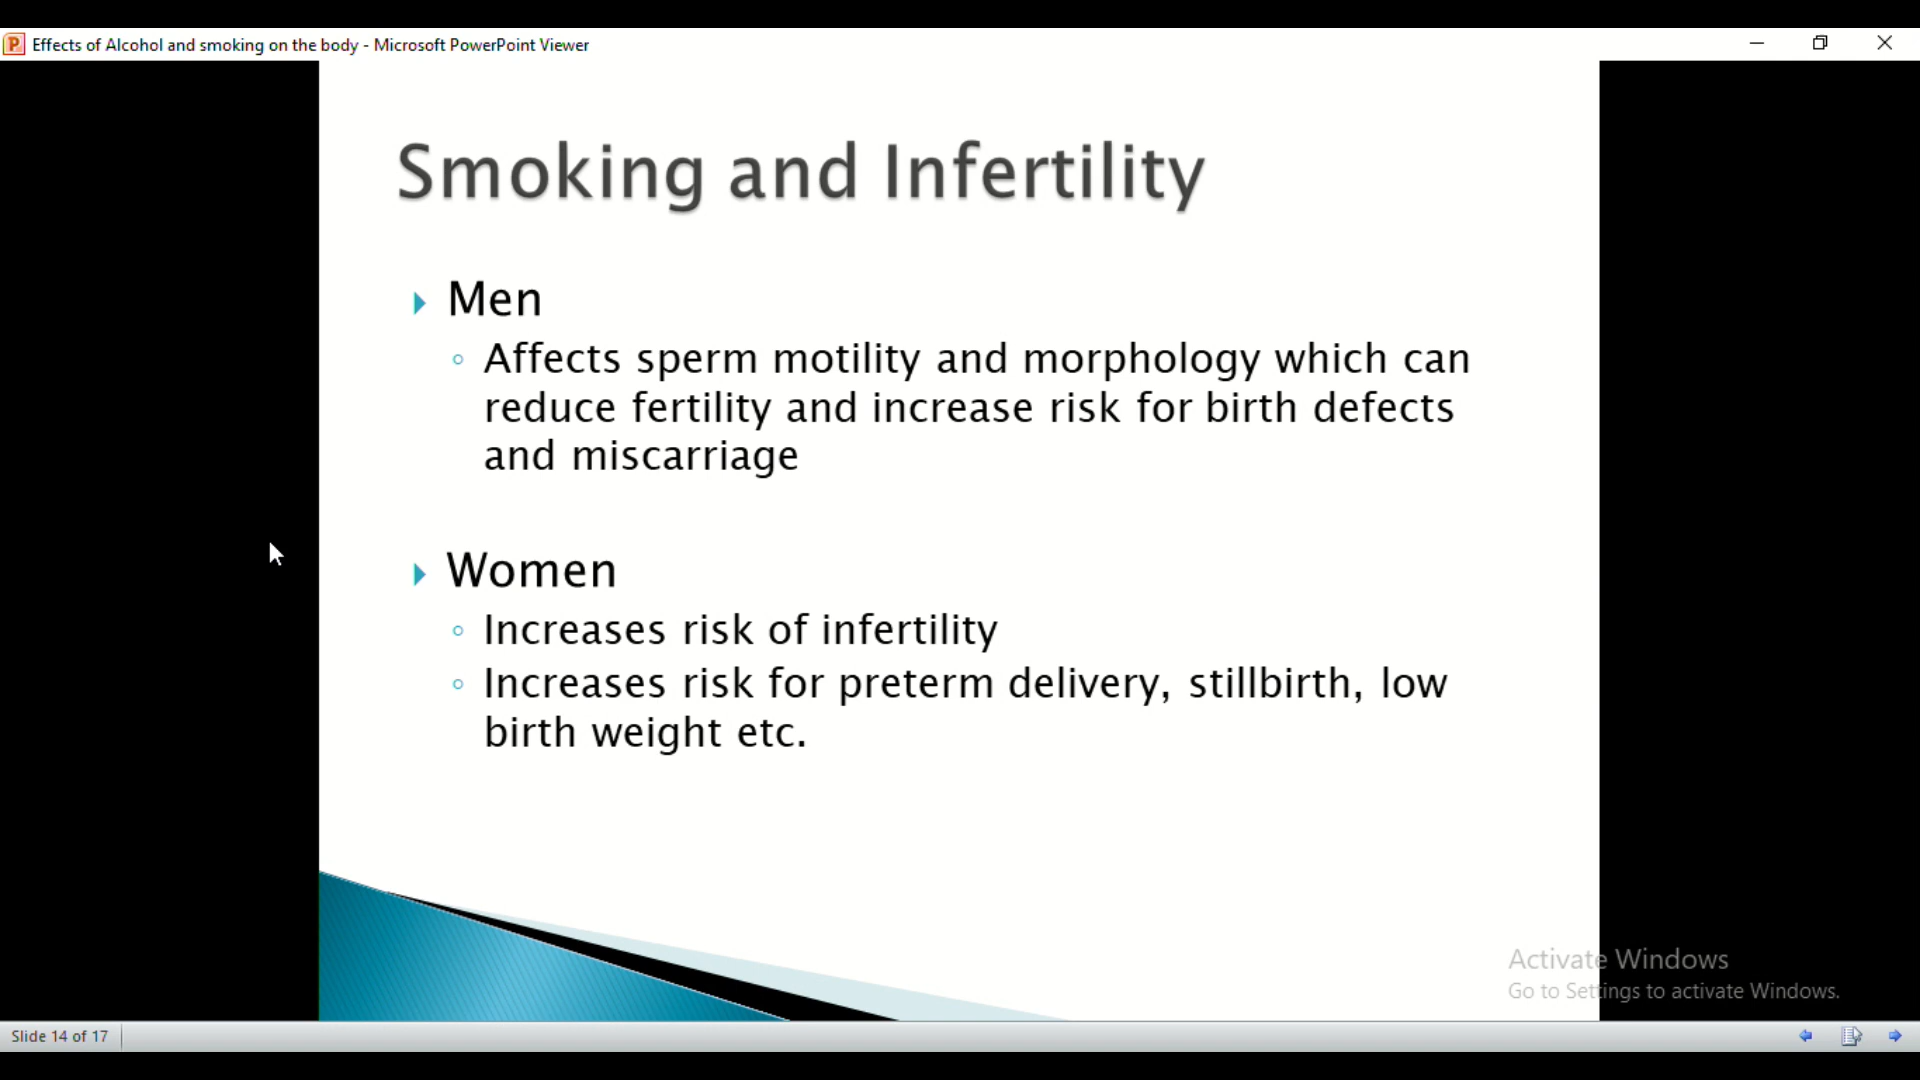 Effects of Alcohol and smoking on the body - Microsoft PowerPoint Viewer
Smoking and Infertility
Men
Affects sperm motility and morphology which can
reduce fertility and increase risk for birth defects
and miscarriage
Women
Increases risk of infertility
Increases risk for preterm delivery, stillbirth, low
birth weight etc.
Activate Windows
Go to Settings to activate Windows.
Slide 14 of 17